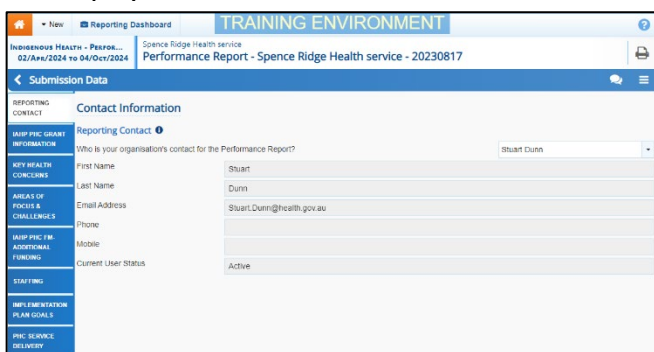 New Reporting Dashboard TRAINING ENVIRONMENT
INDIGENOUS HEALTH - PERFOR...
02/APR/2024 TO 04/OCT/2024
Spence Ridge Health service
Performance Report - Spence Ridge Health service - 20230817
Submission Data
REPORTING
CONTACT
Contact Information
IAHP PHC GRANT
INFORMATION
Reporting Contact
Who is your organisation's contact for the Performance Report? Stuart Dunn
KEY HEALTH
CONCERNS
First Name Stuart
Last Name Dunn
AREAS OF
FOCUS &
CHALLENGES
Email Address Stuart.Dunn@health.gov.au
Phone
IAHP PHC FM-
ADDITIONAL
FUNDING
Mobile
Current User Status Active
STAFFING
IMPLEMENTATION
PLAN GOALS
PHC SERVICE
DELIVERY